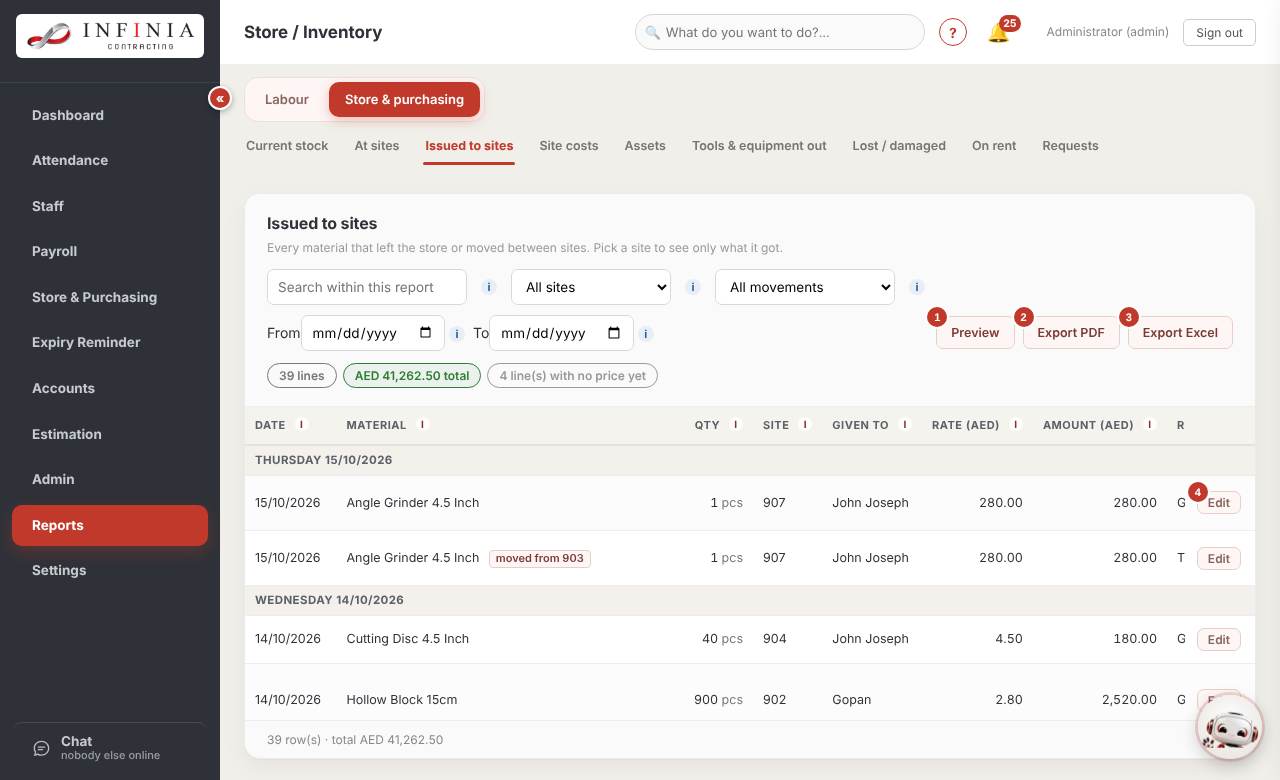 INFINIA
CONTRACTING
Store / Inventory
What do you want to do?...
?
25
Administrator (admin)
Sign out
«
Dashboard
Attendance
Staff
Payroll
Store & Purchasing
Expiry Reminder
Accounts
Estimation
Admin
Reports
Settings
Chat
nobody else online
Labour
Store & purchasing
Current stock
At sites
Issued to sites
Site costs
Assets
Tools & equipment out
Lost / damaged
On rent
Requests
Issued to sites
Every material that left the store or moved between sites. Pick a site to see only what it got.
Search within this report i All sites i All movements i
From mm/dd/yyyy i To mm/dd/yyyy i
1 Preview 2 Export PDF 3 Export Excel
39 lines AED 41,262.50 total 4 line(s) with no price yet
DATE I MATERIAL I QTY I SITE I GIVEN TO I RATE (AED) I AMOUNT (AED) I R
THURSDAY 15/10/2026
15/10/2026 Angle Grinder 4.5 Inch 1 pcs 907 John Joseph 280.00 280.00 G 4 Edit
15/10/2026 Angle Grinder 4.5 Inch moved from 903 1 pcs 907 John Joseph 280.00 280.00 T Edit
WEDNESDAY 14/10/2026
14/10/2026 Cutting Disc 4.5 Inch 40 pcs 904 John Joseph 4.50 180.00 G Edit
14/10/2026 Hollow Block 15cm 900 pcs 902 Gopan 2.80 2,520.00 G
39 row(s) · total AED 41,262.50